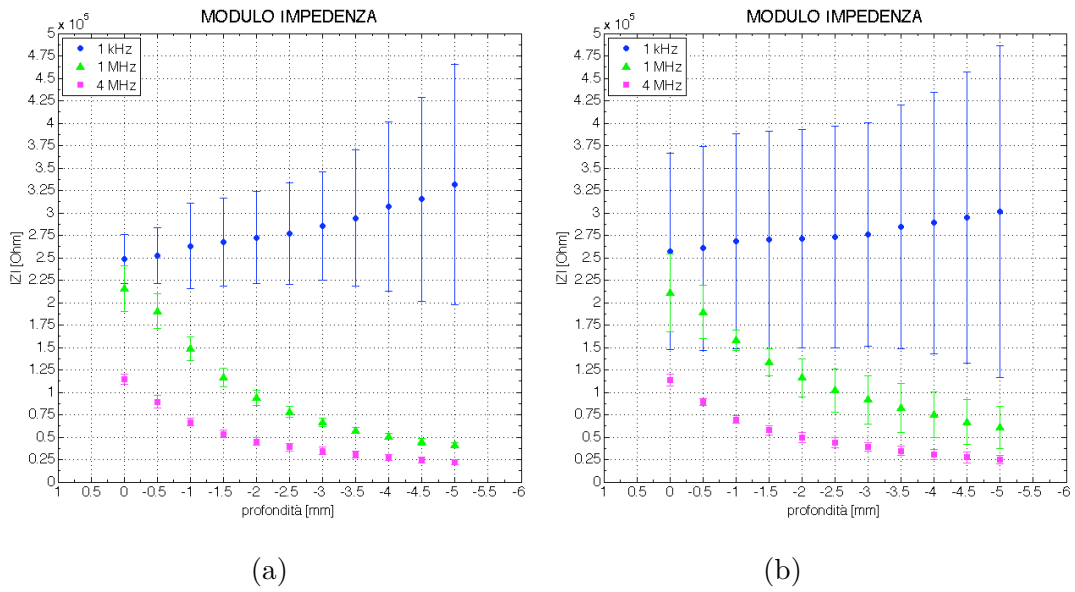 MODULO IMPEDENZA
x 10^5
5
4.75
4.5
4.25
4
3.75
3.5
3.25
3
2.75
2.5
2.25
2
1.75
1.5
1.25
1
0.75
0.5
0.25
0
|Z| [Ohm]
1 kHz
1 MHz
4 MHz
1 0.5 0 -0.5 -1 -1.5 -2 -2.5 -3 -3.5 -4 -4.5 -5 -5.5 -6
profondità [mm]
(a)
MODULO IMPEDENZA
x 10^5
5
4.75
4.5
4.25
4
3.75
3.5
3.25
3
2.75
2.5
2.25
2
1.75
1.5
1.25
1
0.75
0.5
0.25
0
|Z| [Ohm]
1 kHz
1 MHz
4 MHz
1 0.5 0 -0.5 -1 -1.5 -2 -2.5 -3 -3.5 -4 -4.5 -5 -5.5 -6
profondità [mm]
(b)